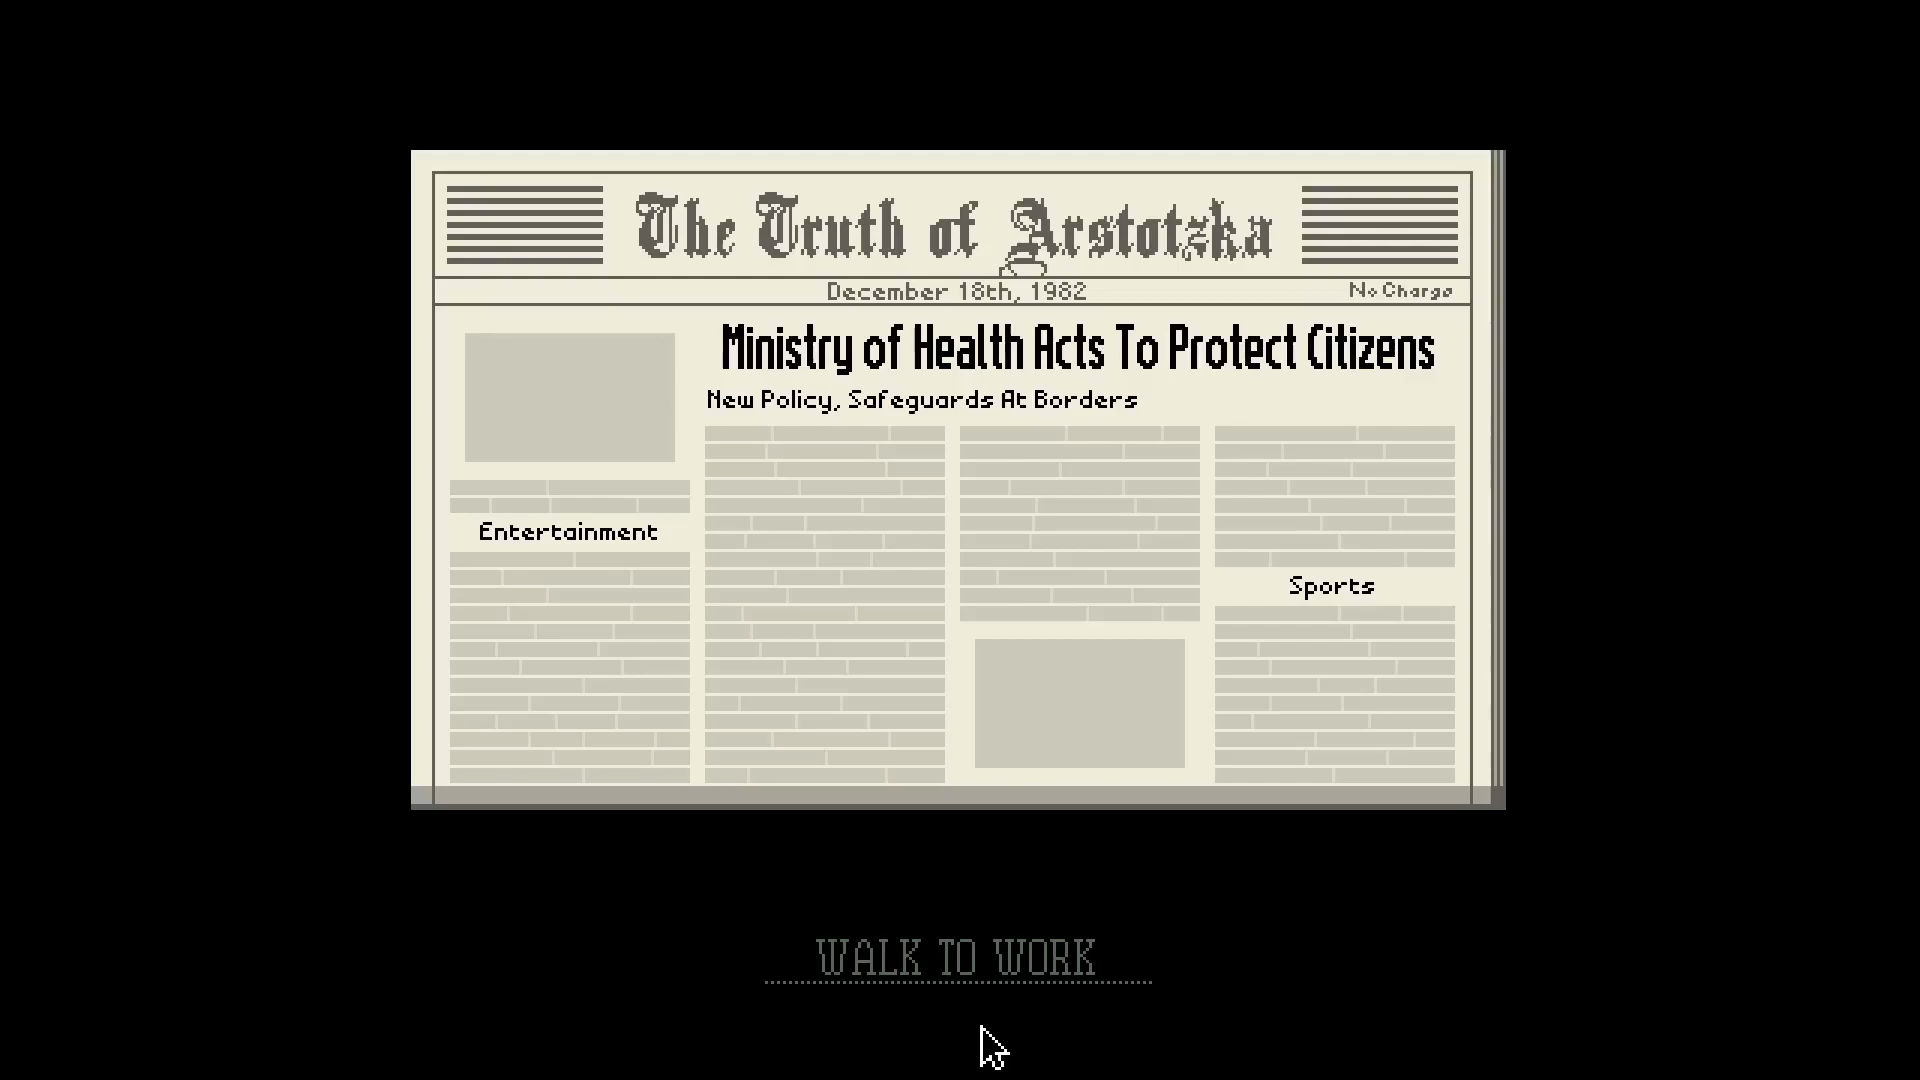 The Truth of Arstotzka
December 18th, 1982
No Charge
Ministry of Health Acts To Protect Citizens
New Policy, Safeguards At Borders
Entertainment
Sports
WALK TO WORK